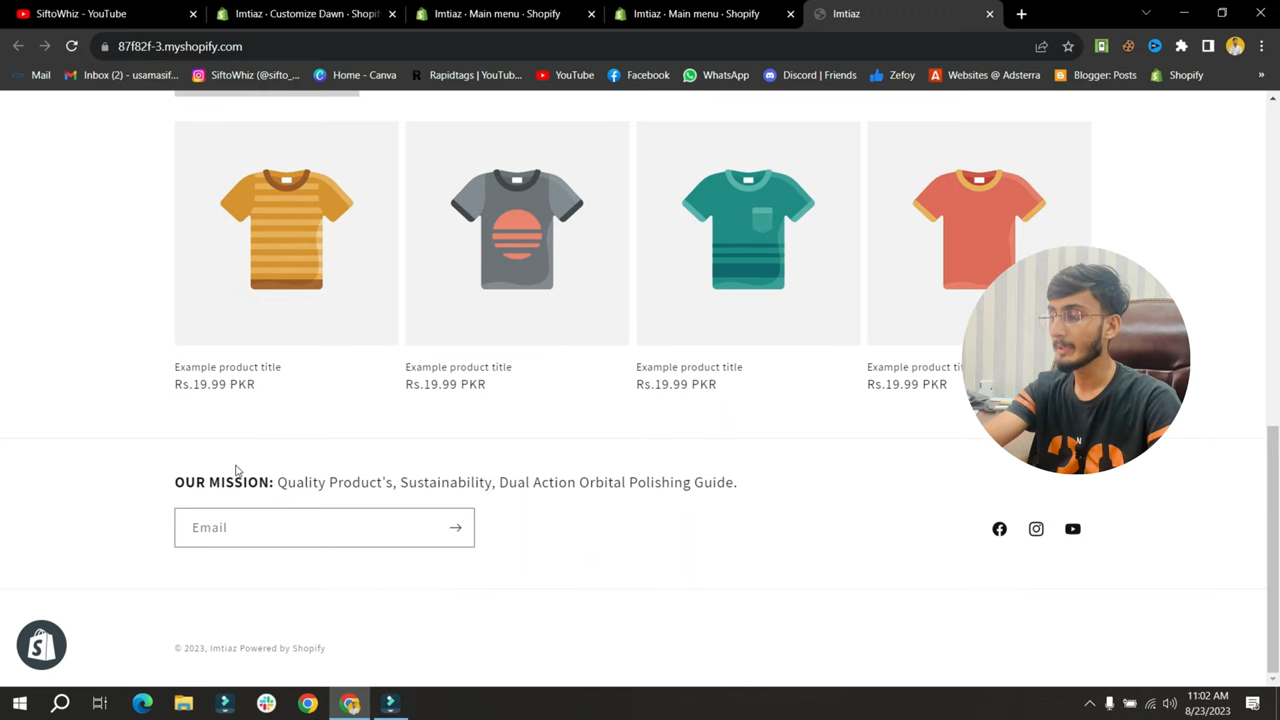 SiftoWhiz - YouTube
Imtiaz · Customize Dawn · Shopif
Imtiaz · Main menu · Shopify
Imtiaz · Main menu · Shopify
Imtiaz
87f82f-3.myshopify.com
Mail
Inbox (2) - usamasif...
SiftoWhiz (@sifto_...
Home - Canva
Rapidtags | YouTub...
YouTube
Facebook
WhatsApp
Discord | Friends
Zefoy
Websites @ Adsterra
Blogger: Posts
Shopify
Example product title
Example product title
Example product title
Example product ti
Rs.19.99 PKR
Rs.19.99 PKR
Rs.19.99 PKR
Rs.19.99 PKR
OUR MISSION: Quality Product's, Sustainability, Dual Action Orbital Polishing Guide.
Email
© 2023, Imtiaz Powered by Shopify
11:02 AM
8/23/2023